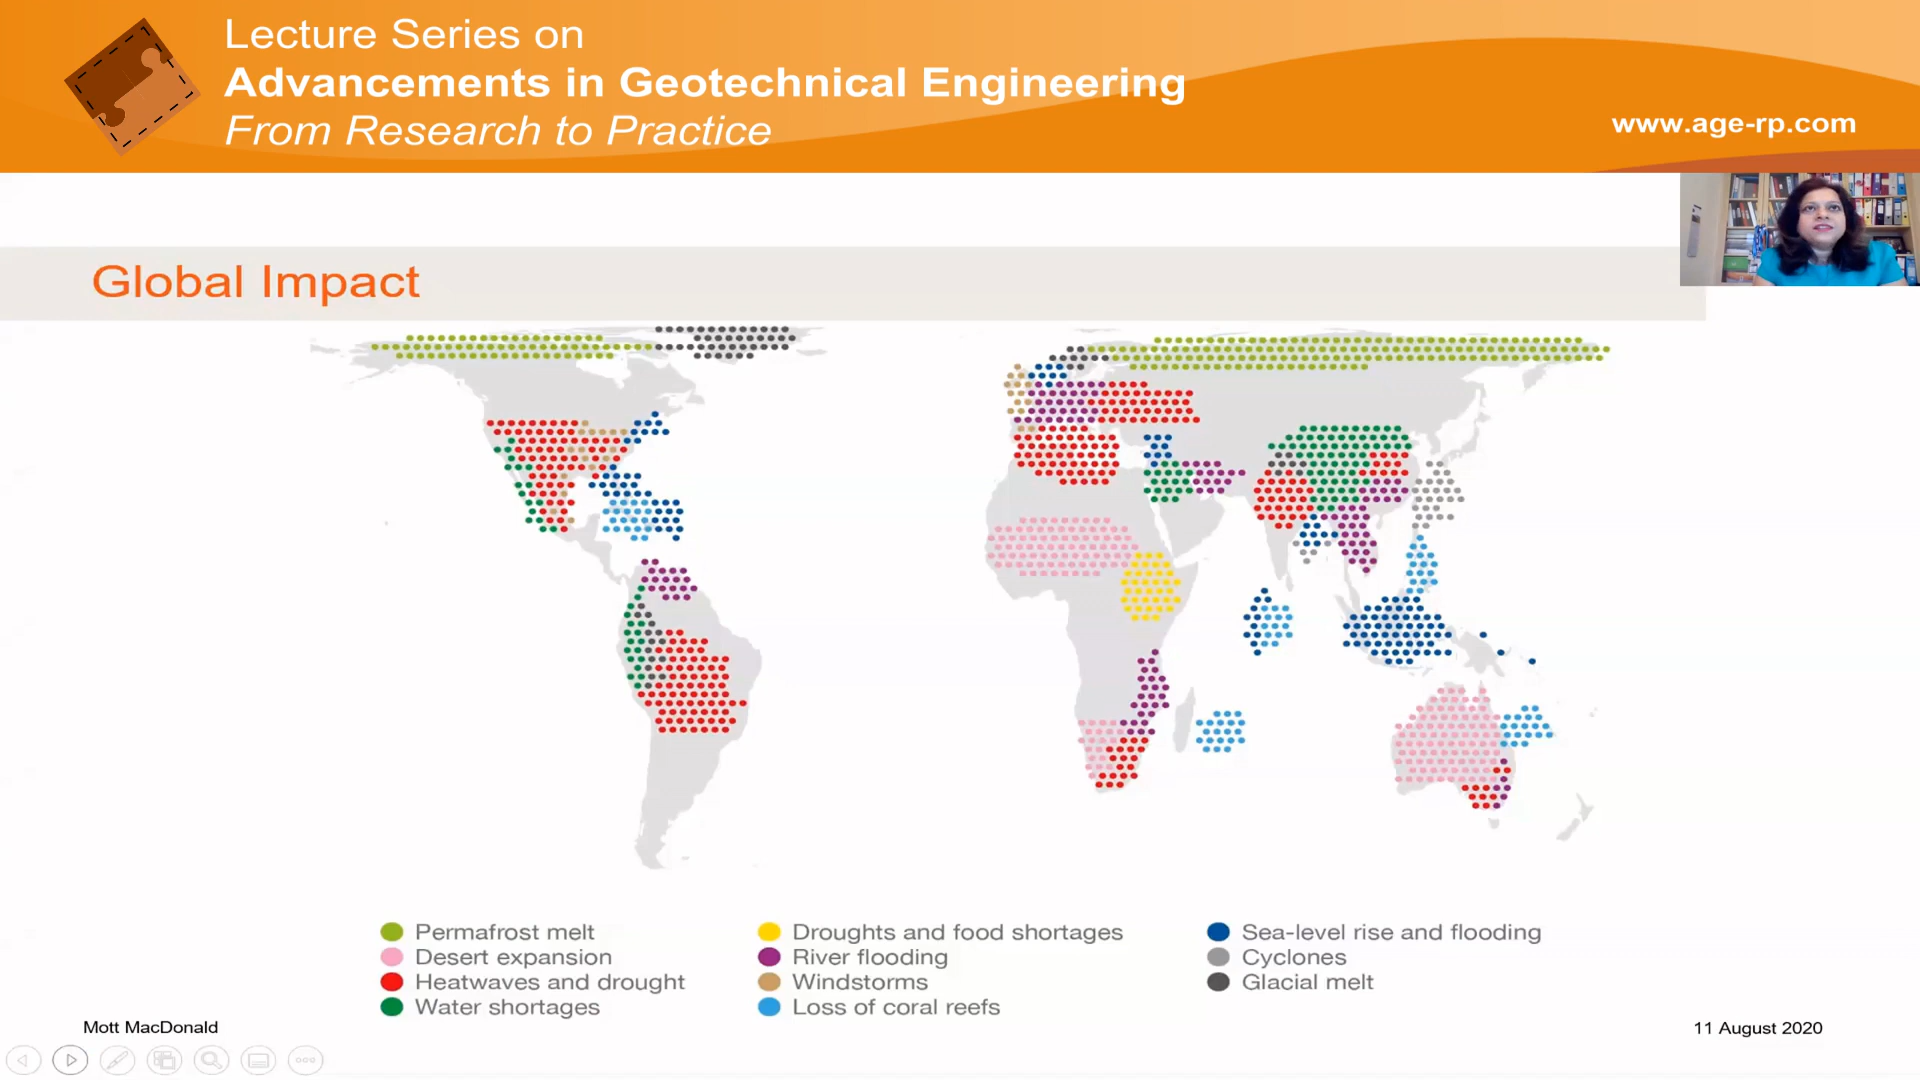 Lecture Series on
Advancements in Geotechnical Engineering
From Research to Practice
www.age-rp.com
Global Impact
Permafrost melt
Desert expansion
Heatwaves and drought
Water shortages
Droughts and food shortages
River flooding
Windstorms
Loss of coral reefs
Sea-level rise and flooding
Cyclones
Glacial melt
Mott MacDonald
11 August 2020